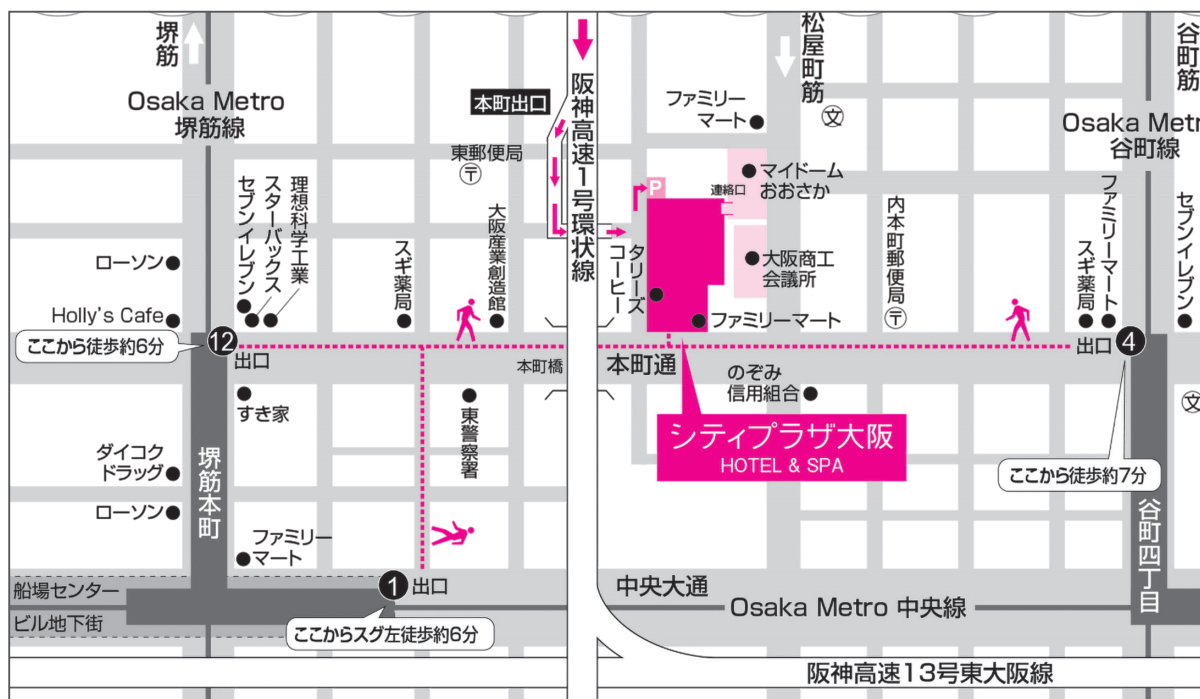 堺筋
Osaka Metro
堺筋線
本町出口
阪神高速1号環状線
松屋町筋
谷町筋
ファミリー
マート
文
Osaka Metr
谷町線
東郵便局
〒
P
連絡口
マイドーム
おおさか
理想科学工業
スターバックス
セブンイレブン
ローソン
Holly's Cafe
スギ薬局
大阪産業創造館
タリーズ
コーヒー
大阪商工
会議所
内本町郵便局
〒
ファミリーマート
スギ薬局
セブンイレブン
ファミリーマート
ここから徒歩約6分
12
出口
本町橋
本町通
出口
4
のぞみ
信用組合
すき家
東警察署
文
シティプラザ大阪
HOTEL & SPA
ダイコク
ドラッグ
ローソン
堺筋本町
ここから徒歩約7分
谷町四丁目
ファミリー
マート
船場センター
ビル地下街
1
出口
ここからスグ左徒歩約6分
中央大通
Osaka Metro 中央線
阪神高速13号東大阪線